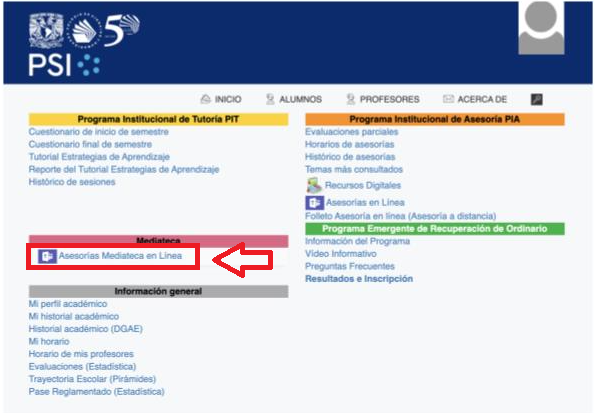 5
PSI
INICIO
ALUMNOS
PROFESORES
ACERCA DE
Programa Institucional de Tutoría PIT
Cuestionario de inicio de semestre
Cuestionario final de semestre
Tutorial Estrategias de Aprendizaje
Reporte del Tutorial Estrategias de Aprendizaje
Histórico de sesiones
Mediateca
Asesorías Mediateca en Línea
Información general
Mi perfil académico
Mi historial académico
Historial académico (DGAE)
Mi horario
Horario de mis profesores
Evaluaciones (Estadística)
Trayectoria Escolar (Pirámides)
Pase Reglamentado (Estadística)
Programa Institucional de Asesoría PIA
Evaluaciones parciales
Horarios de asesorías
Histórico de asesorías
Temas más consultados
Recursos Digitales
Asesorías en Línea
Folleto Asesoría en línea (Asesoría a distancia)
Programa Emergente de Recuperación de Ordinario
Información del Programa
Vídeo Informativo
Preguntas Frecuentes
Resultados e Inscripción